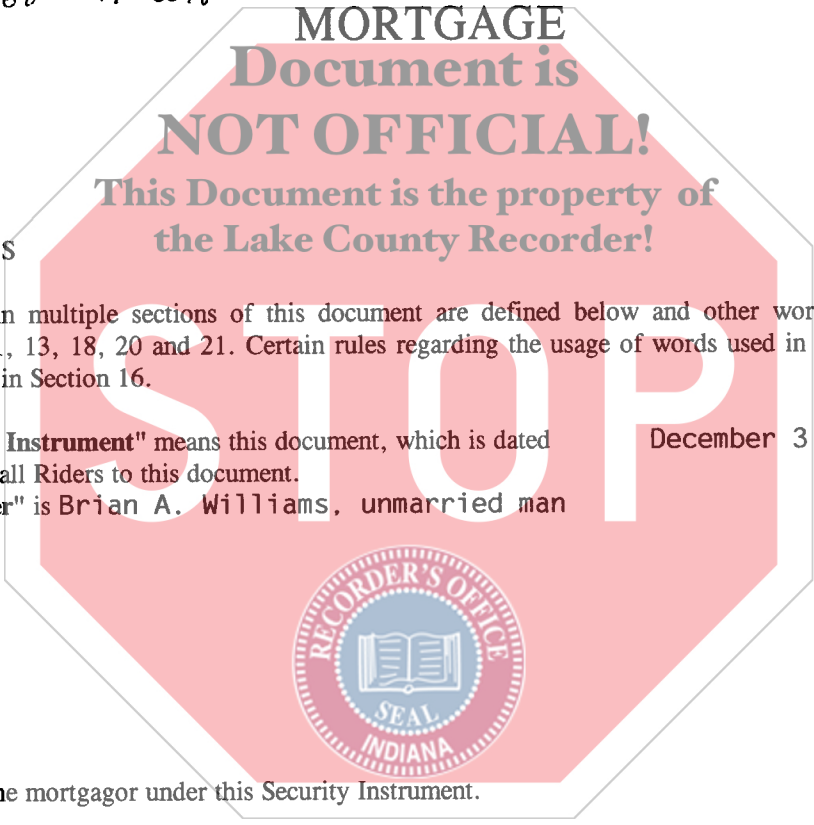 MORTGAGE
Document is
NOT OFFICIAL!
This Document is the property of
the Lake County Recorder!
S
n multiple sections of this document are defined below and other wor
, 13, 18, 20 and 21. Certain rules regarding the usage of words used in
in Section 16.
Instrument" means this document, which is dated December 3
all Riders to this document.
r" is Brian A. Williams, unmarried man
STOP
RECORDER'S OFFICE
SEAL
INDIANA
ne mortgagor under this Security Instrument.